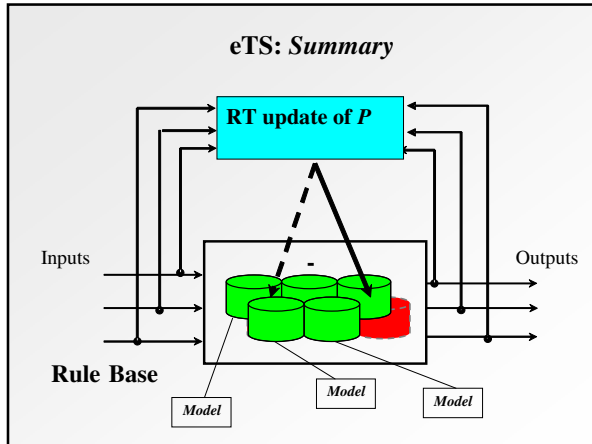 eTS: Summary
RT update of P
Inputs
-
Outputs
Rule Base
Model
Model
Model